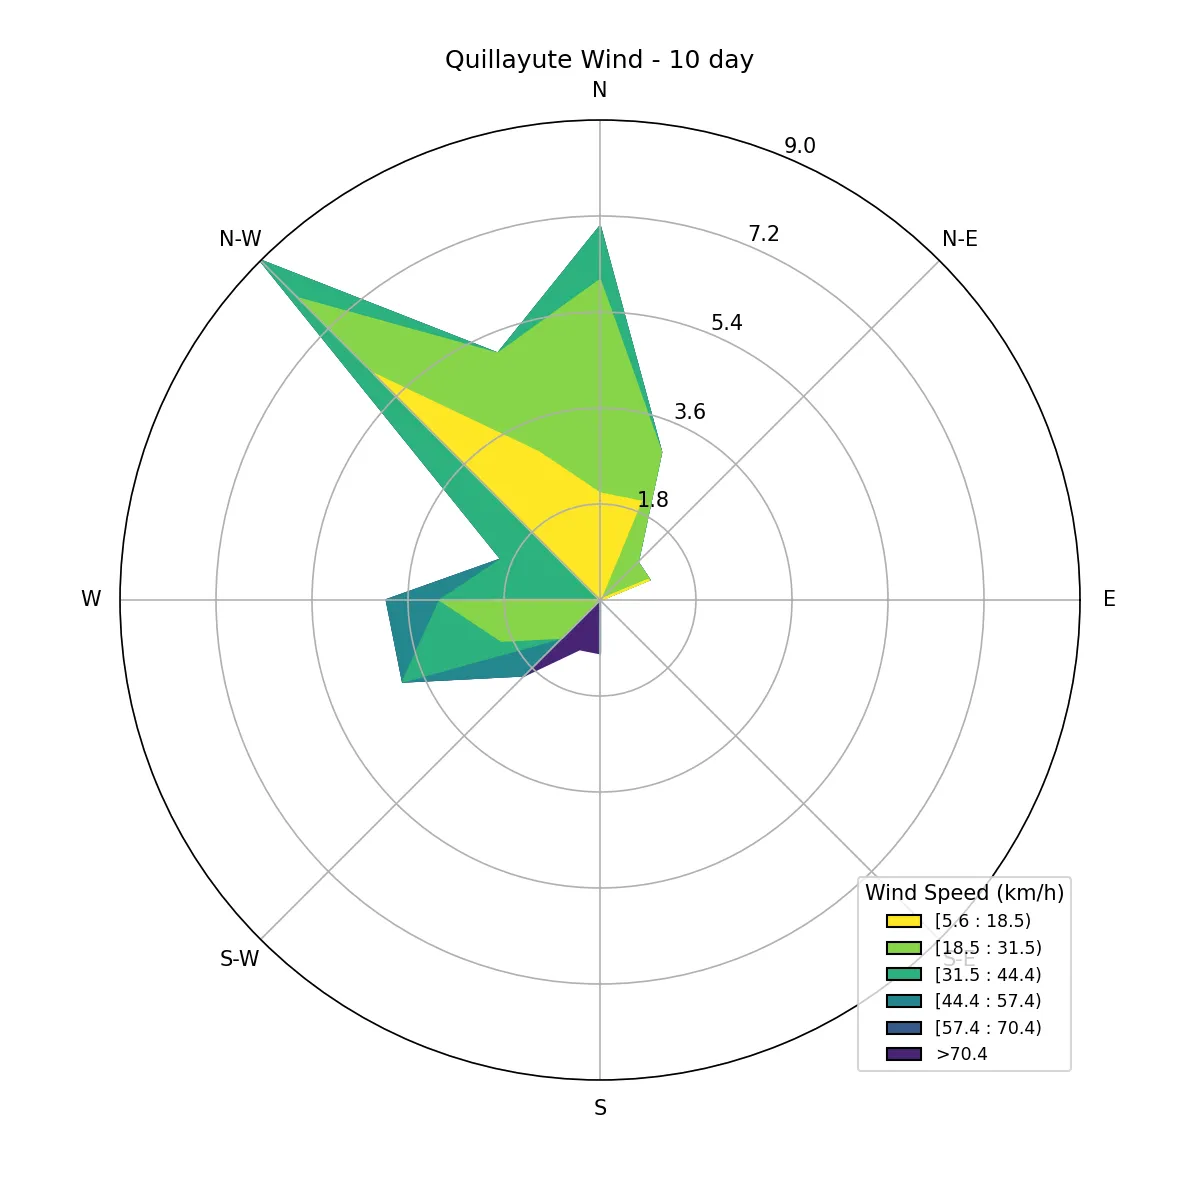 Quillayute Wind - 10 day
N
9.0
7.2
N-W
N-E
5.4
3.6
1.8
W
E
Wind Speed (km/h)
[5.6 : 18.5)
[18.5 : 31.5)
S-W
S-E
[31.5 : 44.4)
[44.4 : 57.4)
[57.4 : 70.4)
>70.4
S